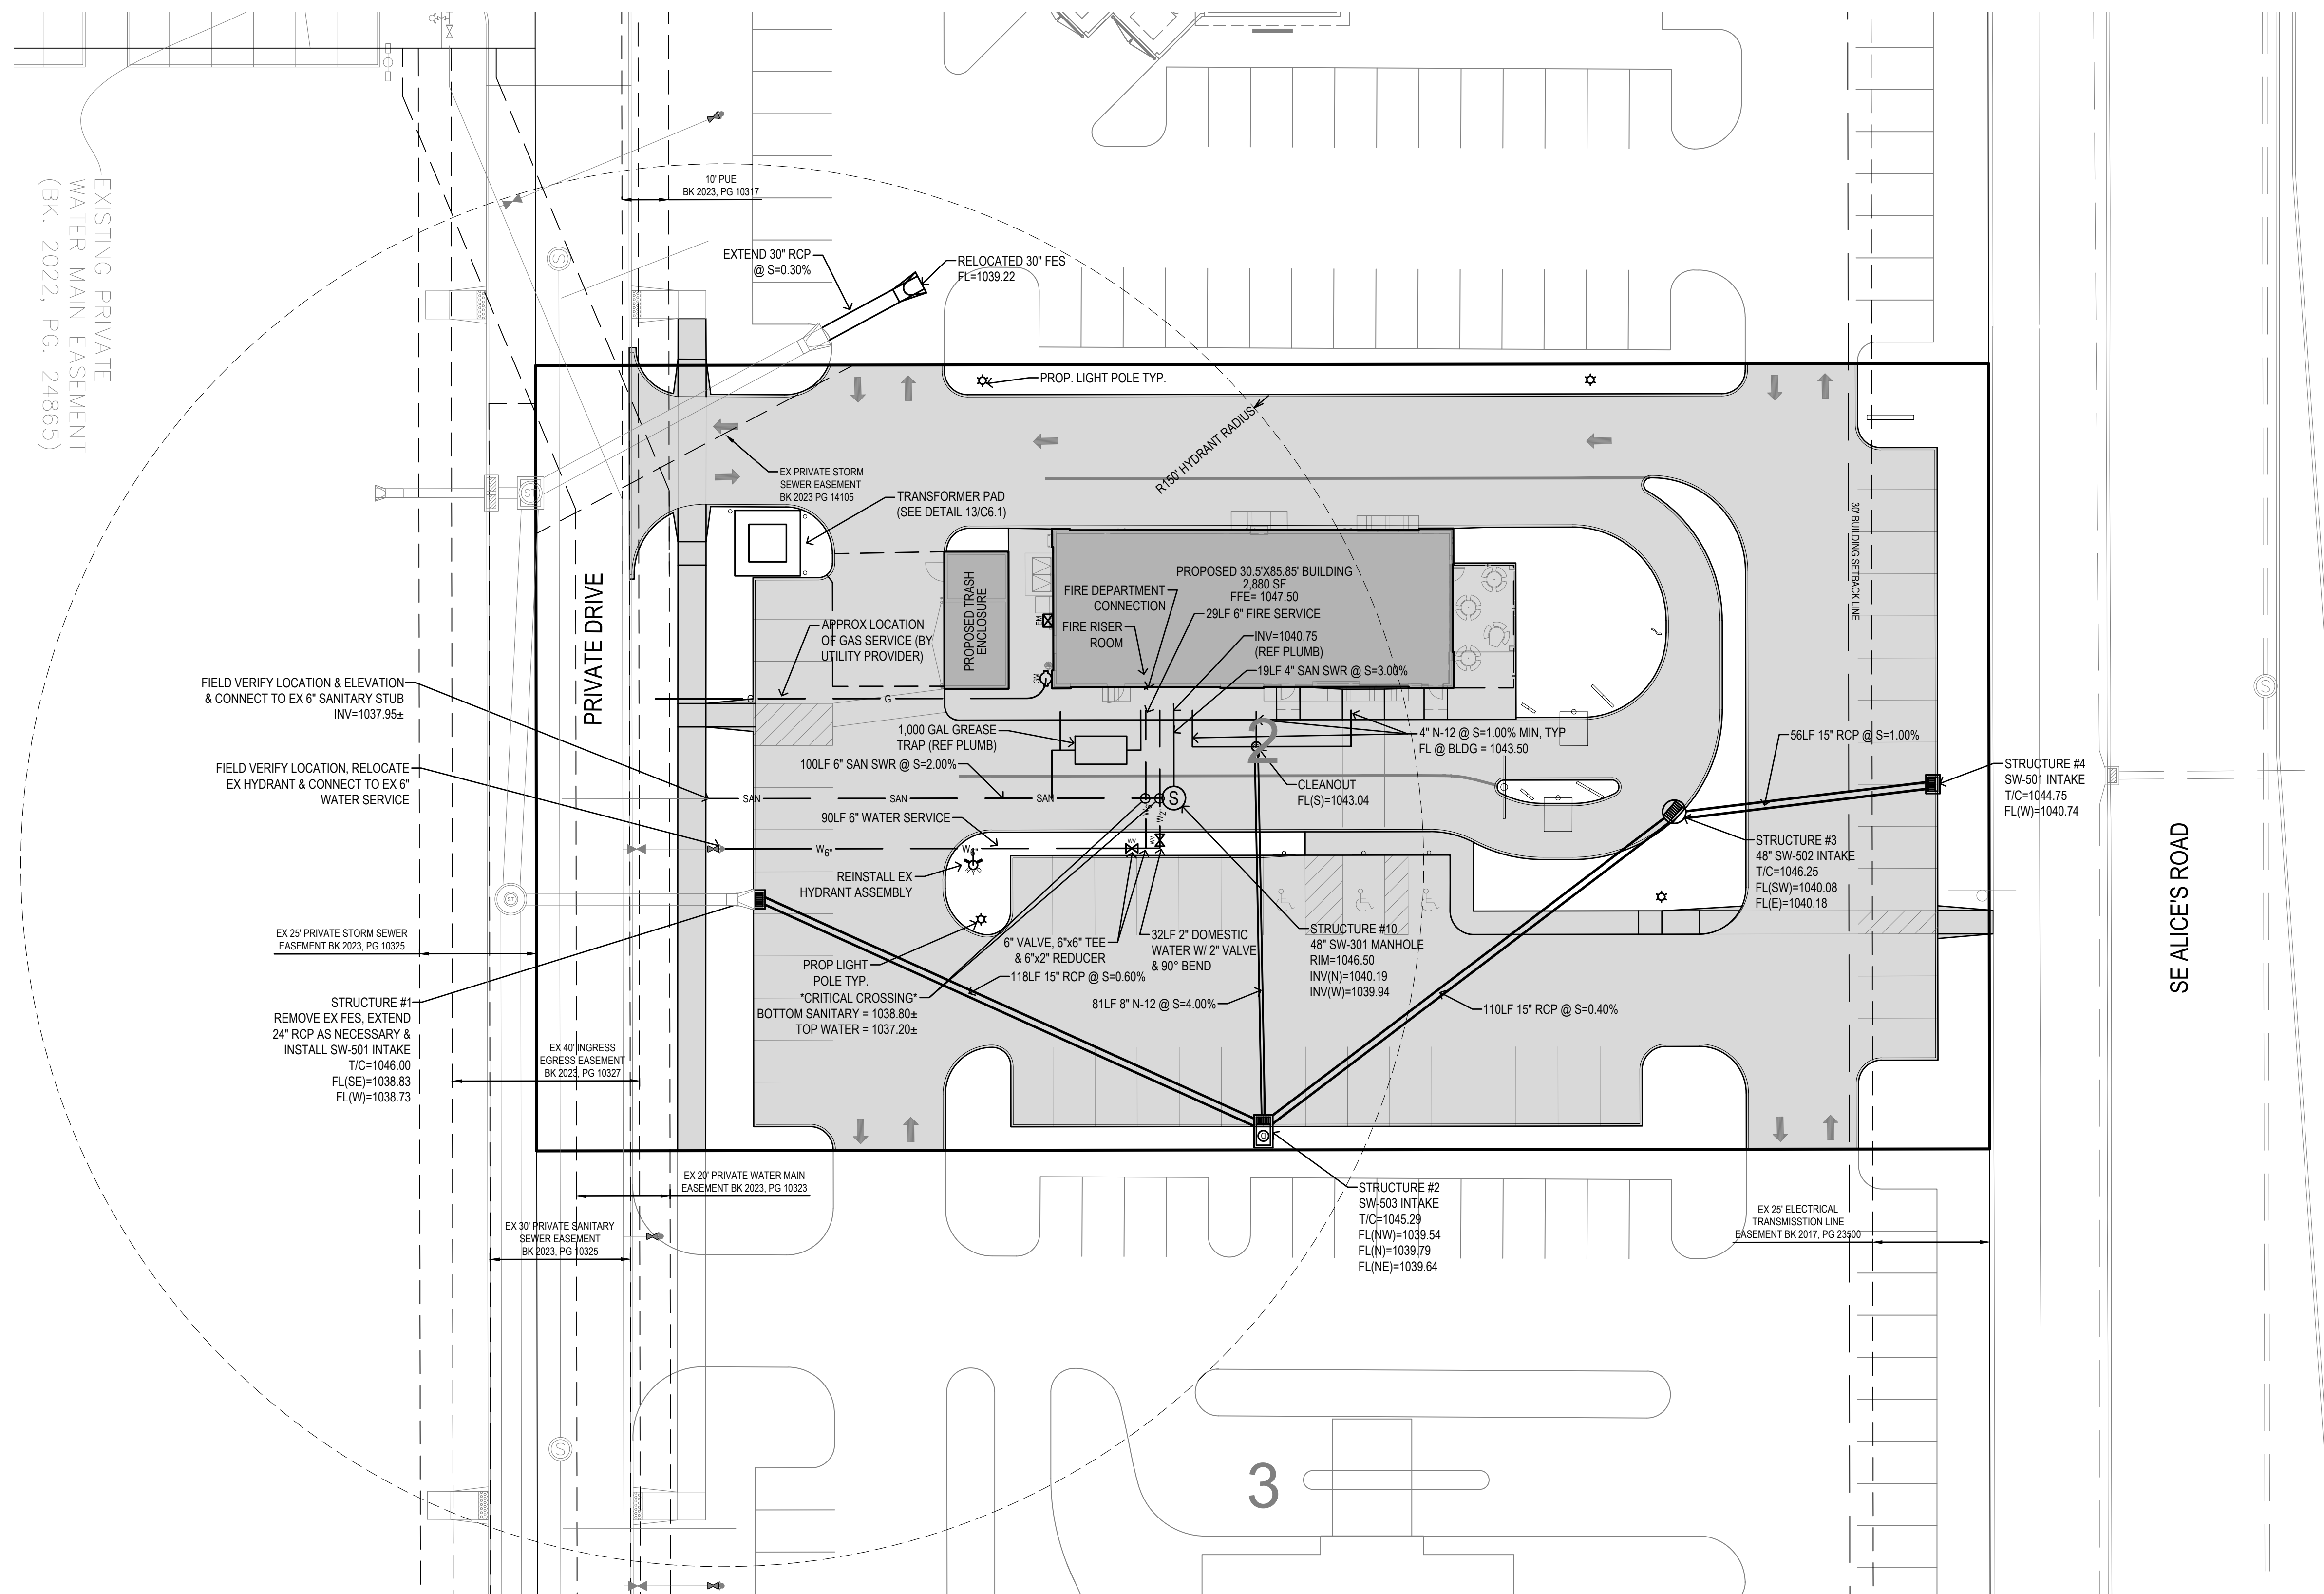 EXISTING PRIVATE
WATER MAIN EASEMENT
(BK. 2022, PG. 24865)
10' PUE
BK 2023, PG 10317
EXTEND 30" RCP
@ S=0.30%
RELOCATED 30" FES
FL=1039.22
PROP. LIGHT POLE TYP.
R150' HYDRANT RADIUS
EX PRIVATE STORM
SEWER EASEMENT
BK 2023 PG 14105
TRANSFORMER PAD
(SEE DETAIL 13/C6.1)
30' BUILDING SETBACK LINE
PRIVATE DRIVE
PROPOSED TRASH
ENCLOSURE
PROPOSED 30.5'X85.85' BUILDING
2,880 SF
FFE= 1047.50
FIRE DEPARTMENT
CONNECTION
29LF 6" FIRE SERVICE
FIRE RISER
ROOM
INV=1040.75
(REF PLUMB)
19LF 4" SAN SWR @ S=3.00%
EM
GM
APPROX LOCATION
OF GAS SERVICE (BY
UTILITY PROVIDER)
G
G
FIELD VERIFY LOCATION & ELEVATION
& CONNECT TO EX 6" SANITARY STUB
INV=1037.95±
1,000 GAL GREASE
TRAP (REF PLUMB)
2
4" N-12 @ S=1.00% MIN, TYP
FL @ BLDG = 1043.50
56LF 15" RCP @ S=1.00%
100LF 6" SAN SWR @ S=2.00%
FIELD VERIFY LOCATION, RELOCATE
EX HYDRANT & CONNECT TO EX 6"
WATER SERVICE
CLEANOUT
FL(S)=1043.04
STRUCTURE #4
SW-501 INTAKE
T/C=1044.75
FL(W)=1040.74
SAN
SAN
SAN
S
90LF 6" WATER SERVICE
W6"
W6"
WV
WV
STRUCTURE #3
48" SW-502 INTAKE
T/C=1046.25
FL(SW)=1040.08
FL(E)=1040.18
REINSTALL EX
HYDRANT ASSEMBLY
SE ALICE'S ROAD
EX 25' PRIVATE STORM SEWER
EASEMENT BK 2023, PG 10325
6" VALVE, 6"x6" TEE
& 6"x2" REDUCER
32LF 2" DOMESTIC
WATER W/ 2" VALVE
& 90° BEND
STRUCTURE #10
48" SW-301 MANHOLE
RIM=1046.50
INV(N)=1040.19
INV(W)=1039.94
PROP LIGHT
POLE TYP.
118LF 15" RCP @ S=0.60%
*CRITICAL CROSSING*
BOTTOM SANITARY = 1038.80±
TOP WATER = 1037.20±
81LF 8" N-12 @ S=4.00%
110LF 15" RCP @ S=0.40%
STRUCTURE #1
REMOVE EX FES, EXTEND
24" RCP AS NECESSARY &
INSTALL SW-501 INTAKE
T/C=1046.00
FL(SE)=1038.83
FL(W)=1038.73
EX 40' INGRESS
EGRESS EASEMENT
BK 2023, PG 10327
EX 20' PRIVATE WATER MAIN
EASEMENT BK 2023, PG 10323
STRUCTURE #2
SW-503 INTAKE
T/C=1045.29
FL(NW)=1039.54
FL(N)=1039.79
FL(NE)=1039.64
EX 30' PRIVATE SANITARY
SEWER EASEMENT
BK 2023, PG 10325
EX 25' ELECTRICAL
TRANSMISSTION LINE
EASEMENT BK 2017, PG 23500
S
S
S
ST
ST
3